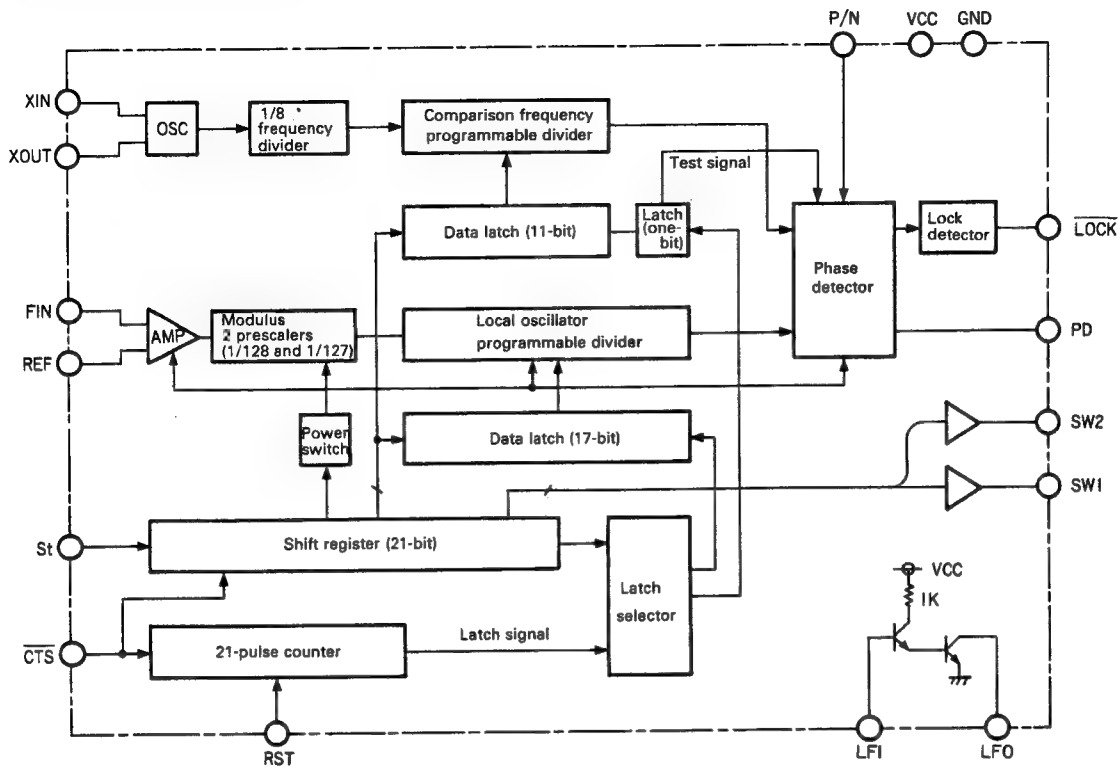 P/N VCC GND
XIN
XOUT
OSC
1/8
frequency
divider
Comparison frequency
programmable divider
Test signal
Data latch (11-bit)
Latch
(one-
bit)
Phase
detector
Lock
detector
LOCK
FIN
REF
AMP
Modulus
2 prescalers
(1/128 and 1/127)
Local oscillator
programmable divider
PD
Power
switch
Data latch (17-bit)
SW2
SW1
St
Shift register (21-bit)
Latch
selector
CTS
21-pulse counter
Latch signal
VCC
1K
RST
LFI
LFO